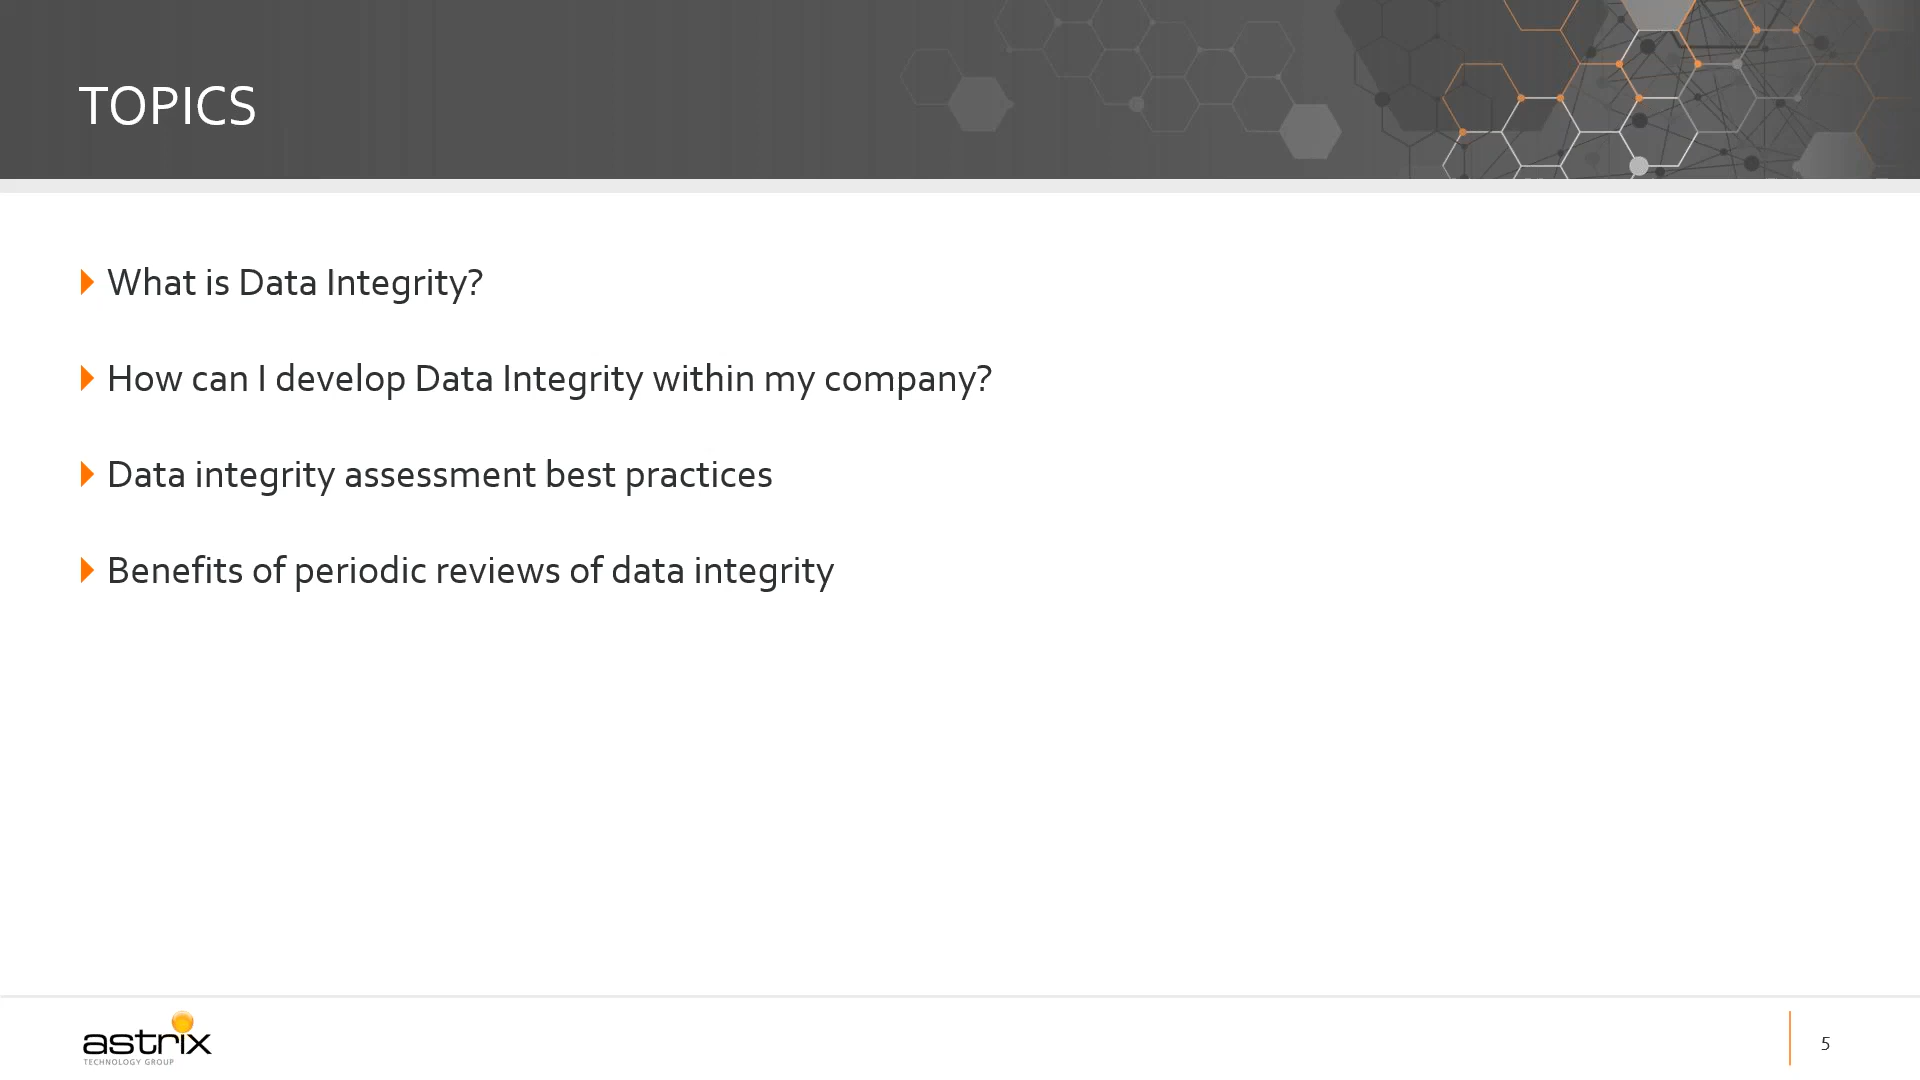 TOPICS
What is Data Integrity?
How can I develop Data Integrity within my company?
Data integrity assessment best practices
Benefits of periodic reviews of data integrity
astrix
TECHNOLOGY GROUP
5